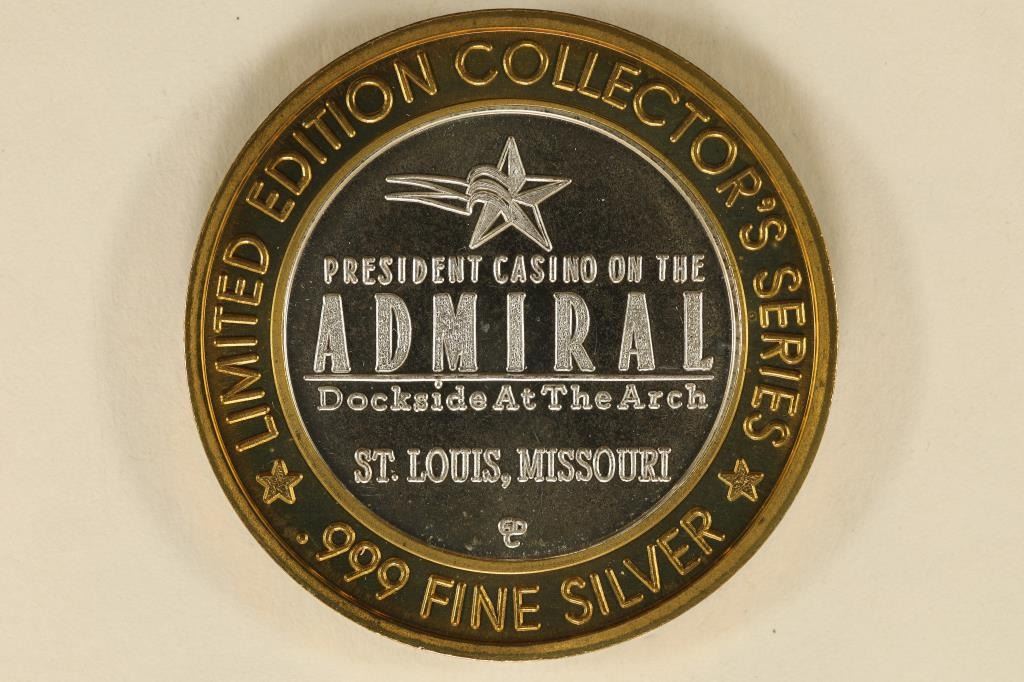 LIMITED EDITION COLLECTOR'S SERIES
PRESIDENT CASINO ON THE
ADMIRAL
Dockside At The Arch
ST. LOUIS, MISSOURI
GDC
.999 FINE SILVER